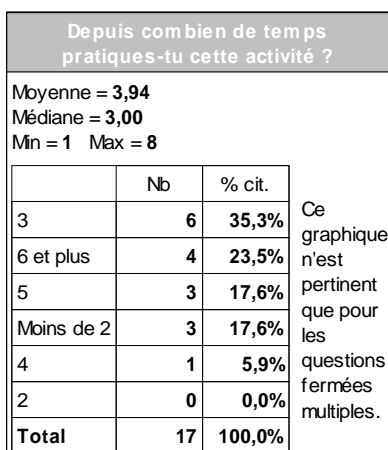 Depuis combien de temps
pratiques-tu cette activité ?
Moyenne = 3,94
Médiane = 3,00
Min = 1 Max = 8
Nb % cit.
3 6 35,3%
6 et plus 4 23,5%
5 3 17,6%
Moins de 2 3 17,6%
4 1 5,9%
2 0 0,0%
Total 17 100,0%
Ce
graphique
n'est
pertinent
que pour
les
questions
fermées
multiples.